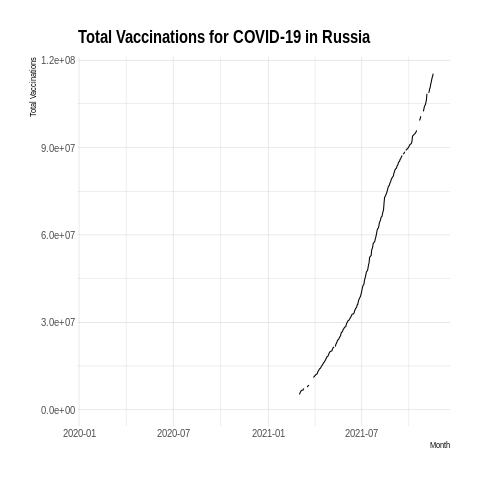 Total Vaccinations for COVID-19 in Russia
Total Vaccinations
1.2e+08
9.0e+07
6.0e+07
3.0e+07
0.0e+00
2020-01 2020-07 2021-01 2021-07
Month